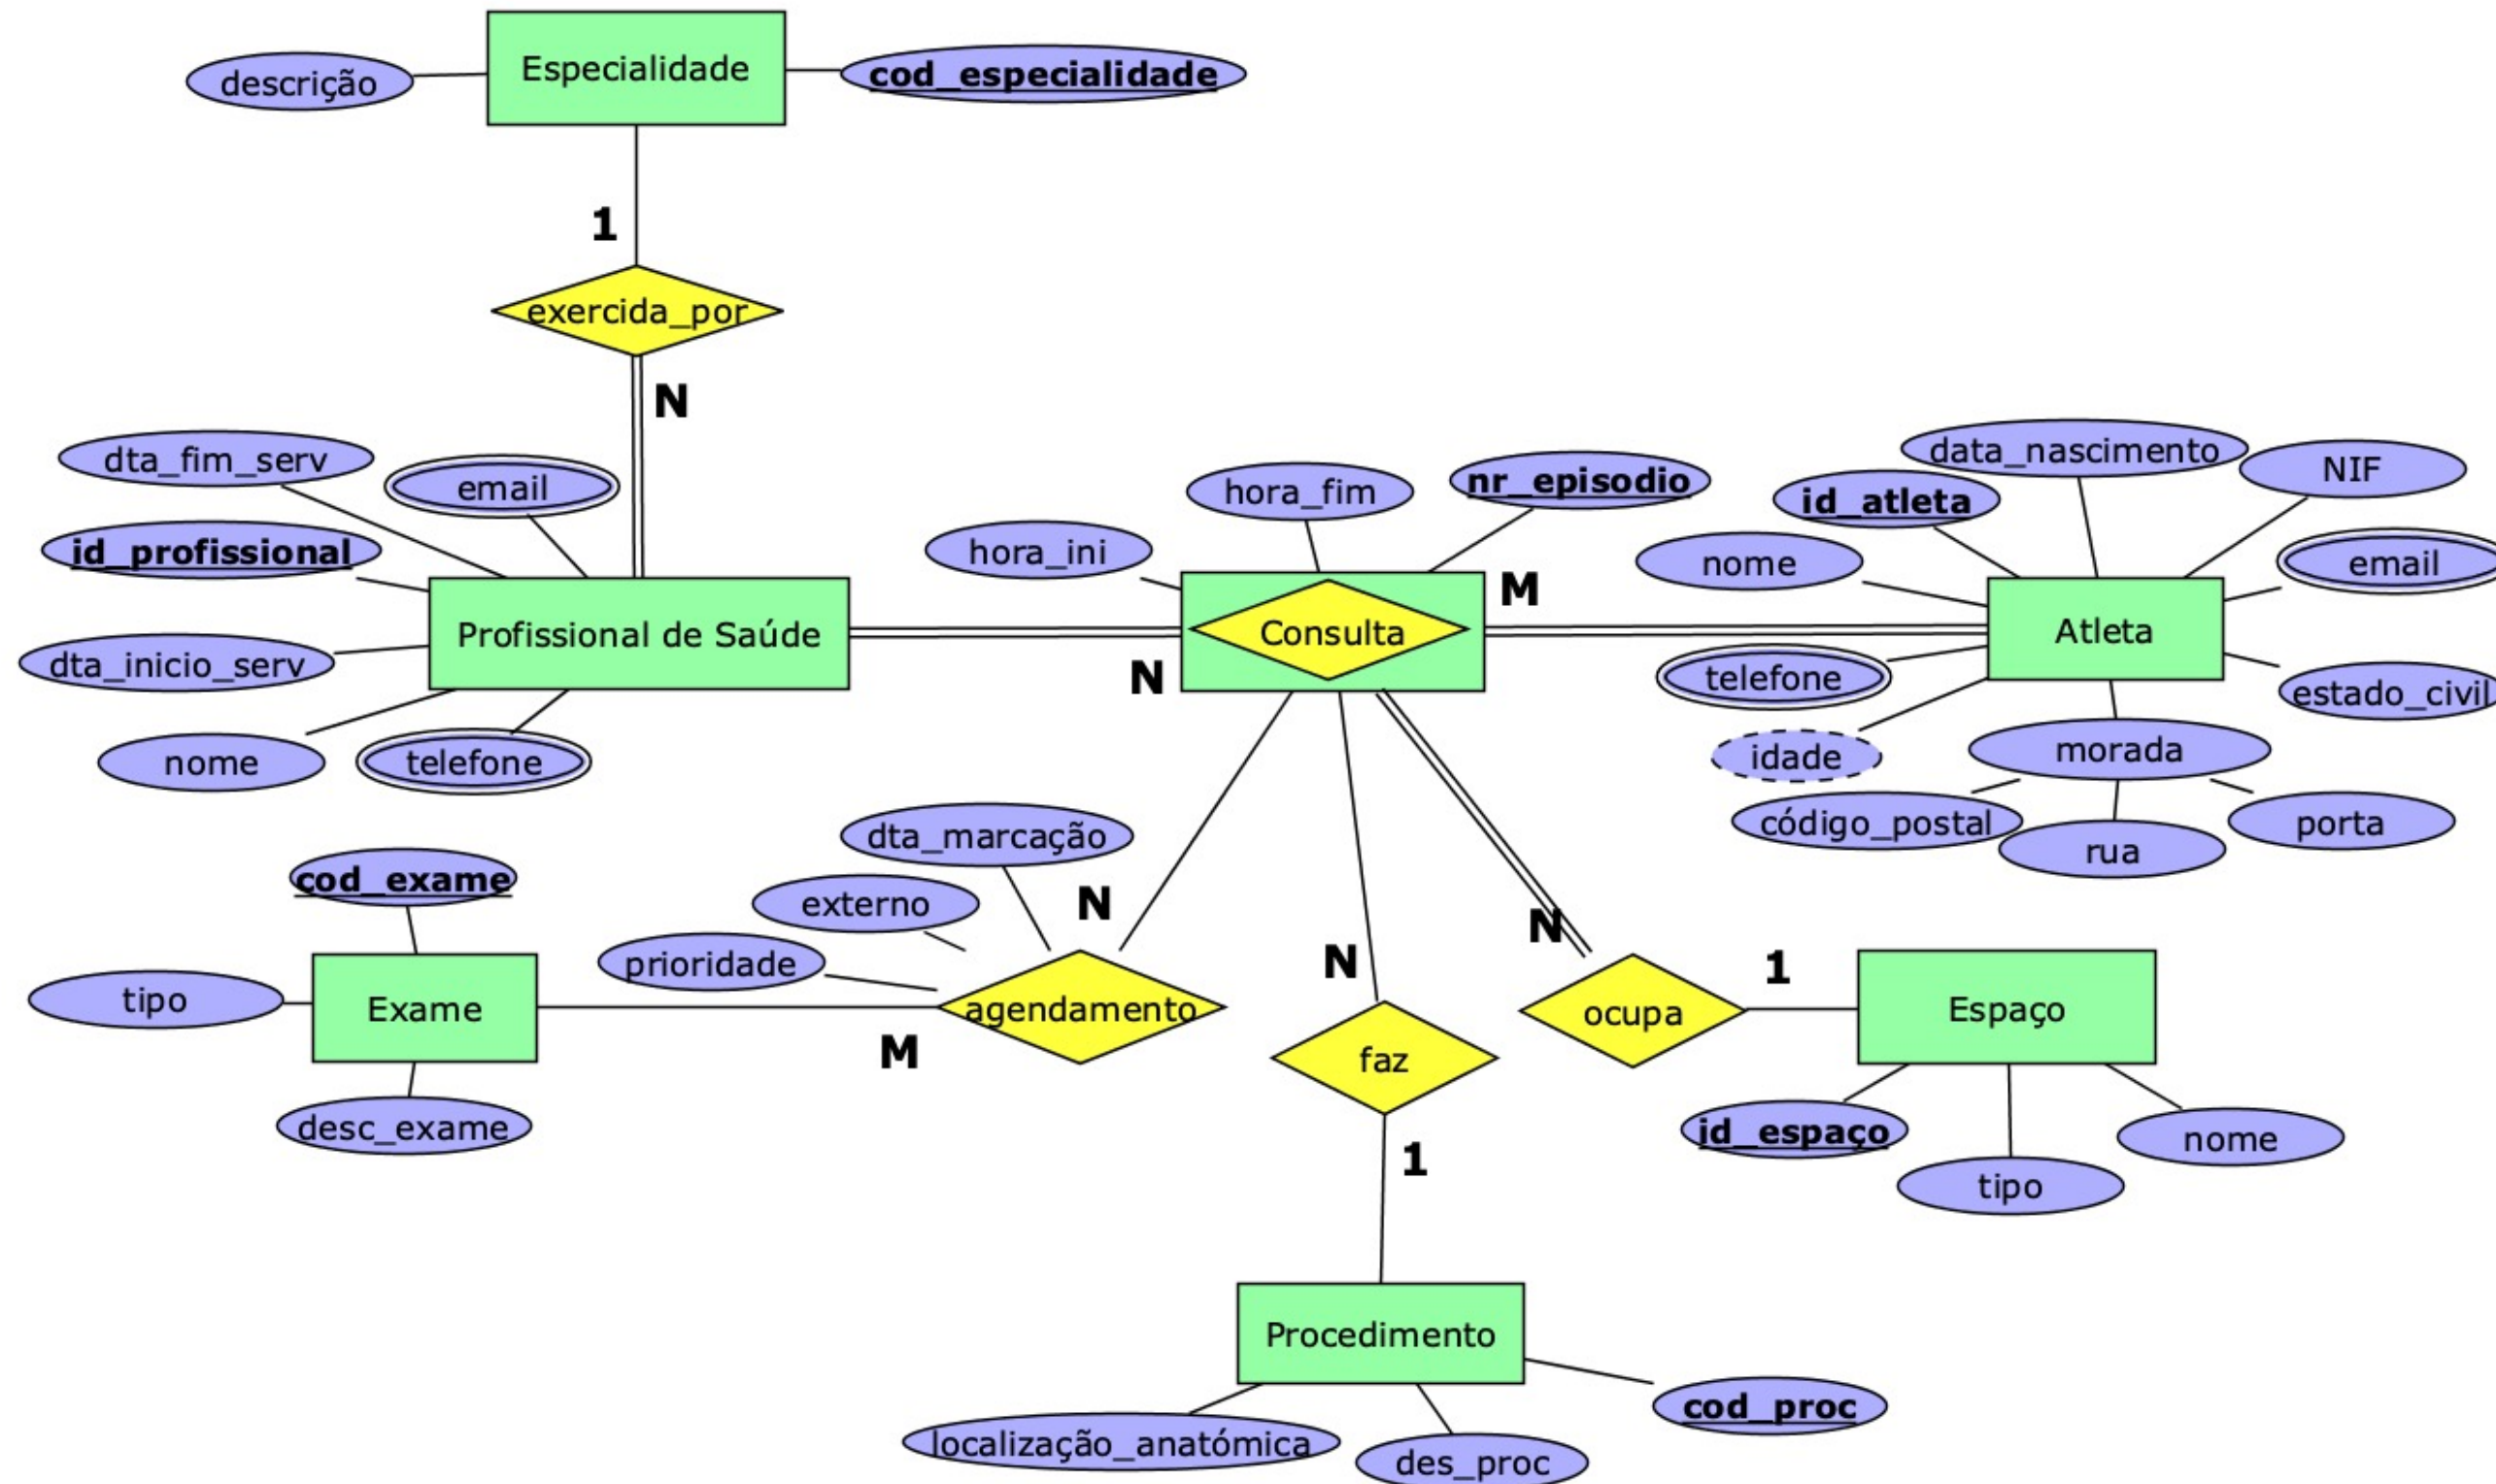 Especialidade
descrição
cod_especialidade
1
exercida_por
N
dta_fim_serv
email
id_profissional
Profissional de Saúde
dta_inicio_serv
nome
telefone
hora_ini
hora_fim
nr_episodio
Consulta
M
N
data_nascimento
NIF
id_atleta
nome
email
Atleta
telefone
estado_civil
idade
morada
código_postal
rua
porta
dta_marcação
externo
prioridade
N
agendamento
M
cod_exame
tipo
Exame
desc_exame
N
faz
1
N
ocupa
1
Espaço
id_espaço
tipo
nome
Procedimento
localização_anatómica
des_proc
cod_proc